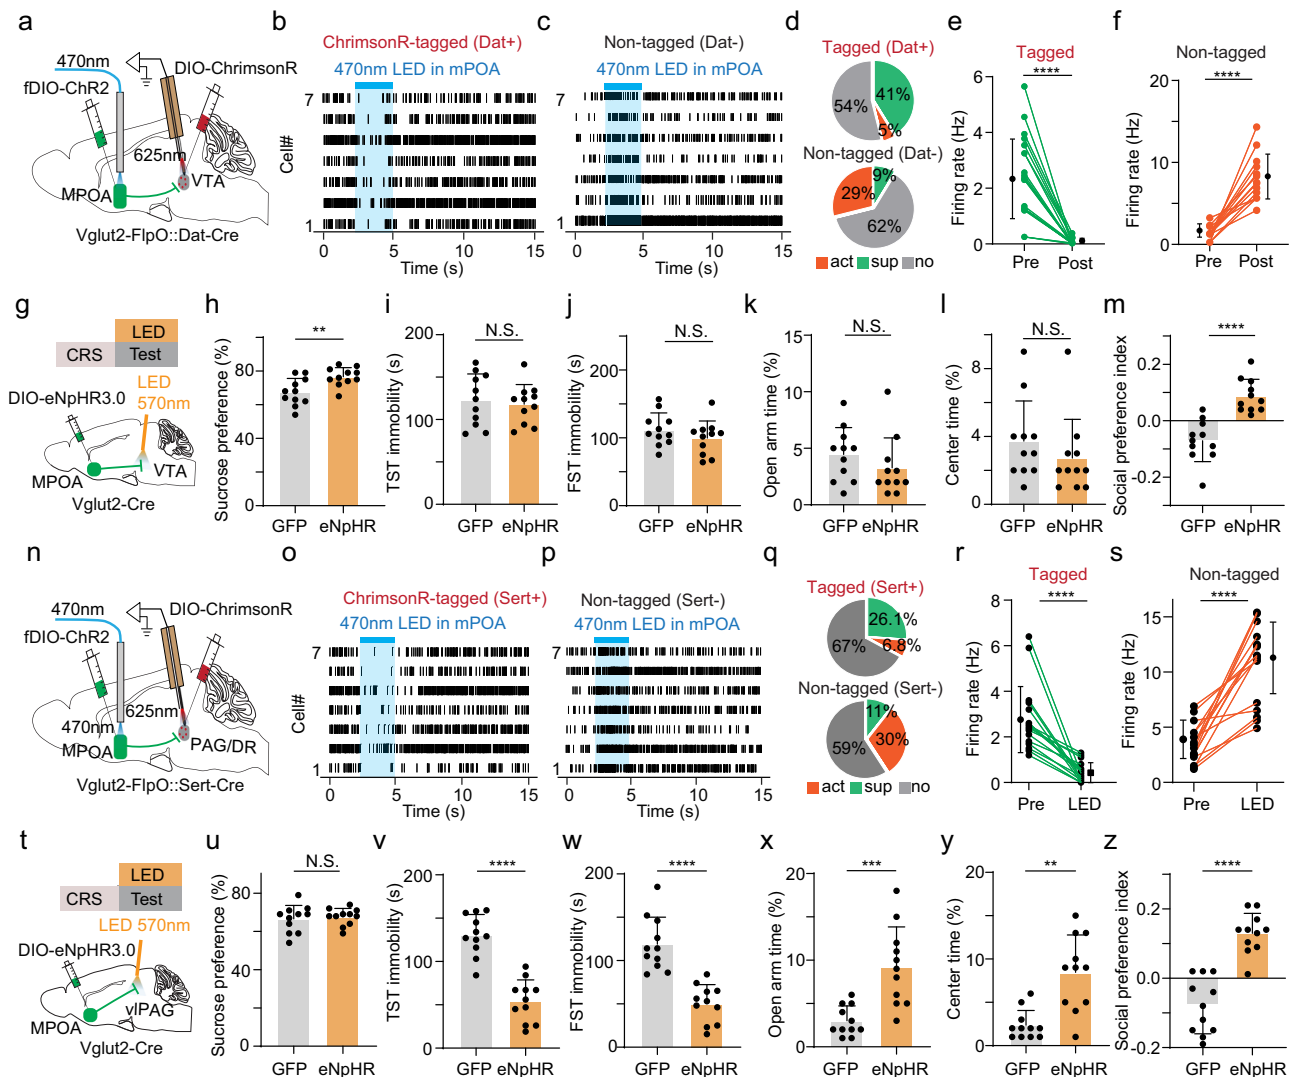 a
470nm
fDIO-ChR2
DIO-ChrimsonR
625nm
MPOA
VTA
Vglut2-FlpO::Dat-Cre
b
ChrimsonR-tagged (Dat+)
470nm LED in mPOA
7
Cell#
1
0 5 10 15
Time (s)
c
Non-tagged (Dat-)
470nm LED in mPOA
7
1
0 5 10 15
Time (s)
d
Tagged (Dat+)
41%
54%
5%
Non-tagged (Dat-)
9%
29%
62%
act sup no
e
Tagged
****
Firing rate (Hz)
6
4
2
0
Pre Post
f
Non-tagged
****
Firing rate (Hz)
20
10
0
Pre Post
g
LED
CRS Test
LED
570nm
DIO-eNpHR3.0
MPOA
VTA
Vglut2-Cre
h
**
Sucrose preference (%)
80
40
0
GFP eNpHR
i
N.S.
TST immobility (s)
200
100
0
GFP eNpHR
j
N.S.
FST immobility (s)
200
100
0
GFP eNpHR
k
N.S.
Open arm time (%)
15
10
5
0
GFP eNpHR
l
N.S.
Center time (%)
10
8
6
4
2
0
GFP eNpHR
m
****
Social preference index
0.2
0.0
-0.2
GFP eNpHR
n
470nm
fDIO-ChR2
DIO-ChrimsonR
625nm
470nm
MPOA
PAG/DR
Vglut2-FlpO::Sert-Cre
o
ChrimsonR-tagged (Sert+)
470nm LED in mPOA
7
Cell#
1
0 5 10 15
Time (s)
p
Non-tagged (Sert-)
470nm LED in mPOA
7
1
0 5 10 15
Time (s)
q
Tagged (Sert+)
26.1%
67%
6.8%
Non-tagged (Sert-)
11%
30%
59%
act sup no
r
Tagged
****
Firing rate (Hz)
8
6
4
2
0
Pre LED
s
Non-tagged
****
Firing rate (Hz)
15
10
5
0
Pre LED
t
LED
CRS Test
LED 570nm
DIO-eNpHR3.0
vlPAG
MPOA
Vglut2-Cre
u
N.S.
Sucrose preference (%)
80
40
0
GFP eNpHR
v
****
TST immobility (s)
200
100
0
GFP eNpHR
w
****
FST immobility (s)
200
100
0
GFP eNpHR
x
***
Open arm time (%)
20
15
10
5
0
GFP eNpHR
y
**
Center time (%)
20
15
10
5
0
GFP eNpHR
z
****
Social preference index
0.2
0.0
-0.2
GFP eNpHR